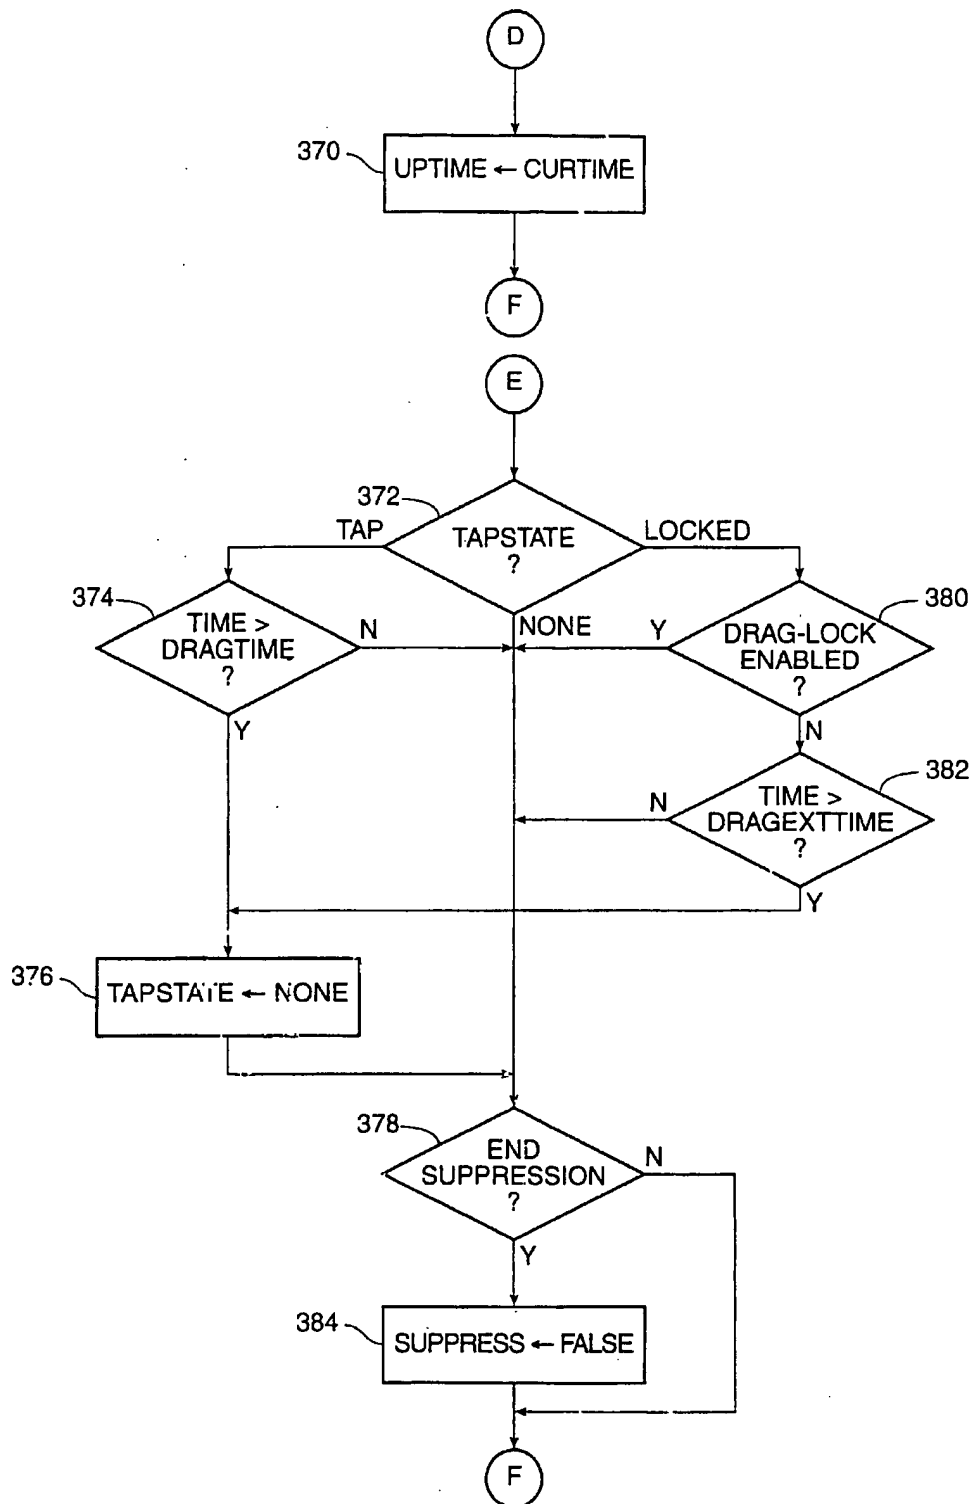 D
370
UPTIME ← CURTIME
F
E
372
TAP
TAPSTATE
?
LOCKED
NONE
374
TIME >
DRAGTIME
?
N
Y
380
DRAG-LOCK
ENABLED
?
Y
N
382
TIME >
DRAGEXTTIME
?
N
Y
376
TAPSTATE ← NONE
378
END
SUPPRESSION
?
N
Y
384
SUPPRESS ← FALSE
F